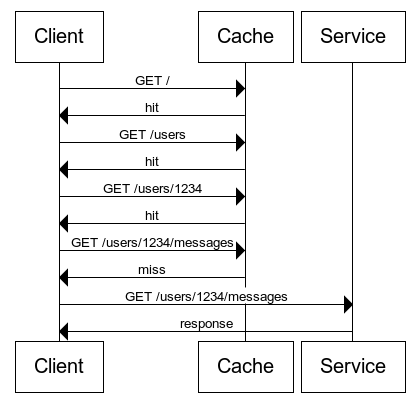 Client Cache Service
GET /
hit
GET /users
hit
GET /users/1234
hit
GET /users/1234/messages
miss
GET /users/1234/messages
response
Client Cache Service